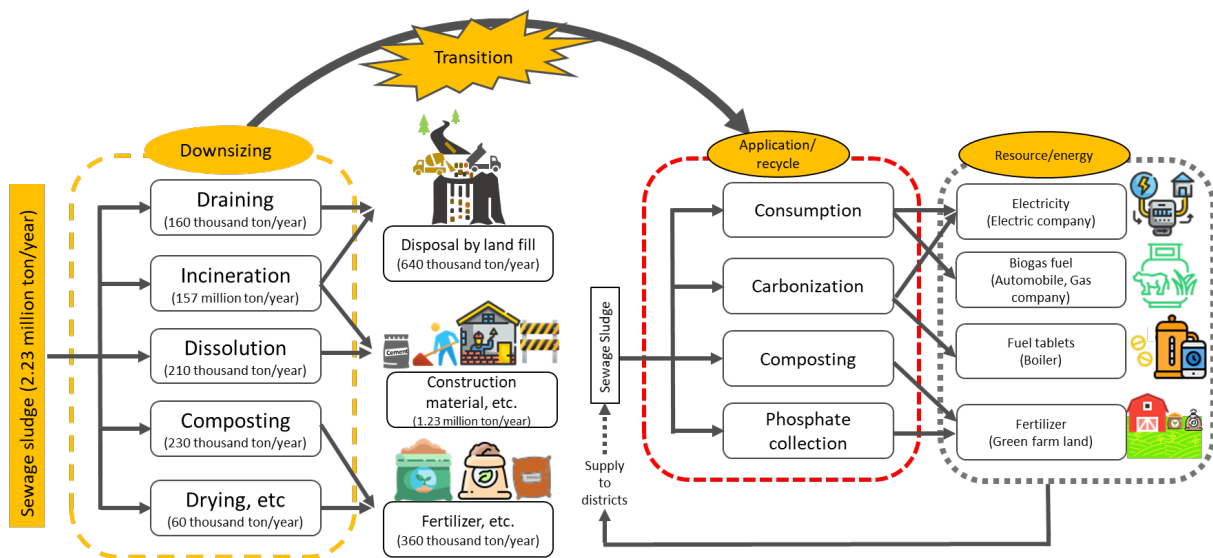 Transition
Downsizing
Sewage sludge (2.23 million ton/year)
Draining
(160 thousand ton/year)
Incineration
(157 million ton/year)
Dissolution
(210 thousand ton/year)
Composting
(230 thousand ton/year)
Drying, etc
(60 thousand ton/year)
Disposal by land fill
(640 thousand ton/year)
Cement
Construction
material, etc.
(1.23 million ton/year)
Fertilizer, etc.
(360 thousand ton/year)
Sewage Sludge
Supply
to
districts
Application/
recycle
Consumption
Carbonization
Composting
Phosphate
collection
Resource/energy
Electricity
(Electric company)
Biogas fuel
(Automobile, Gas
company)
Fuel tablets
(Boiler)
Fertilizer
(Green farm land)